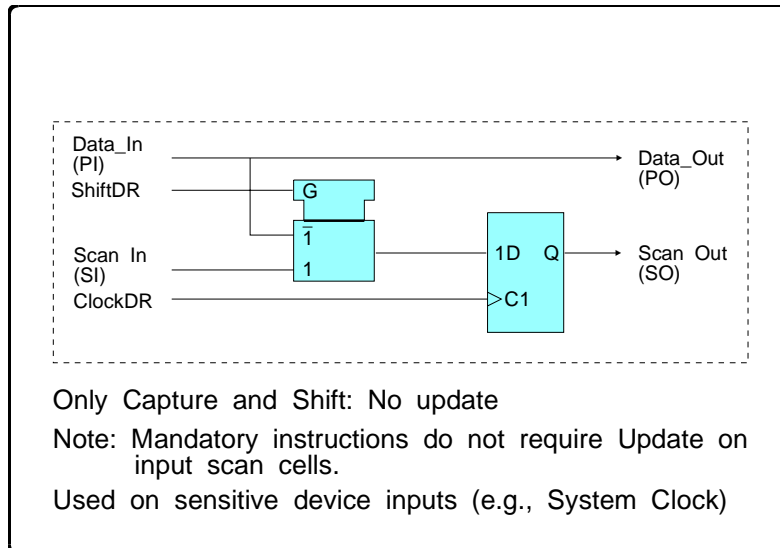 Data_In
(PI)
Data_Out
(PO)
ShiftDR
G
1̅
1
Scan In
(SI)
1D Q
Scan Out
(SO)
ClockDR
C1
Only Capture and Shift: No update
Note: Mandatory instructions do not require Update on
input scan cells.
Used on sensitive device inputs (e.g., System Clock)